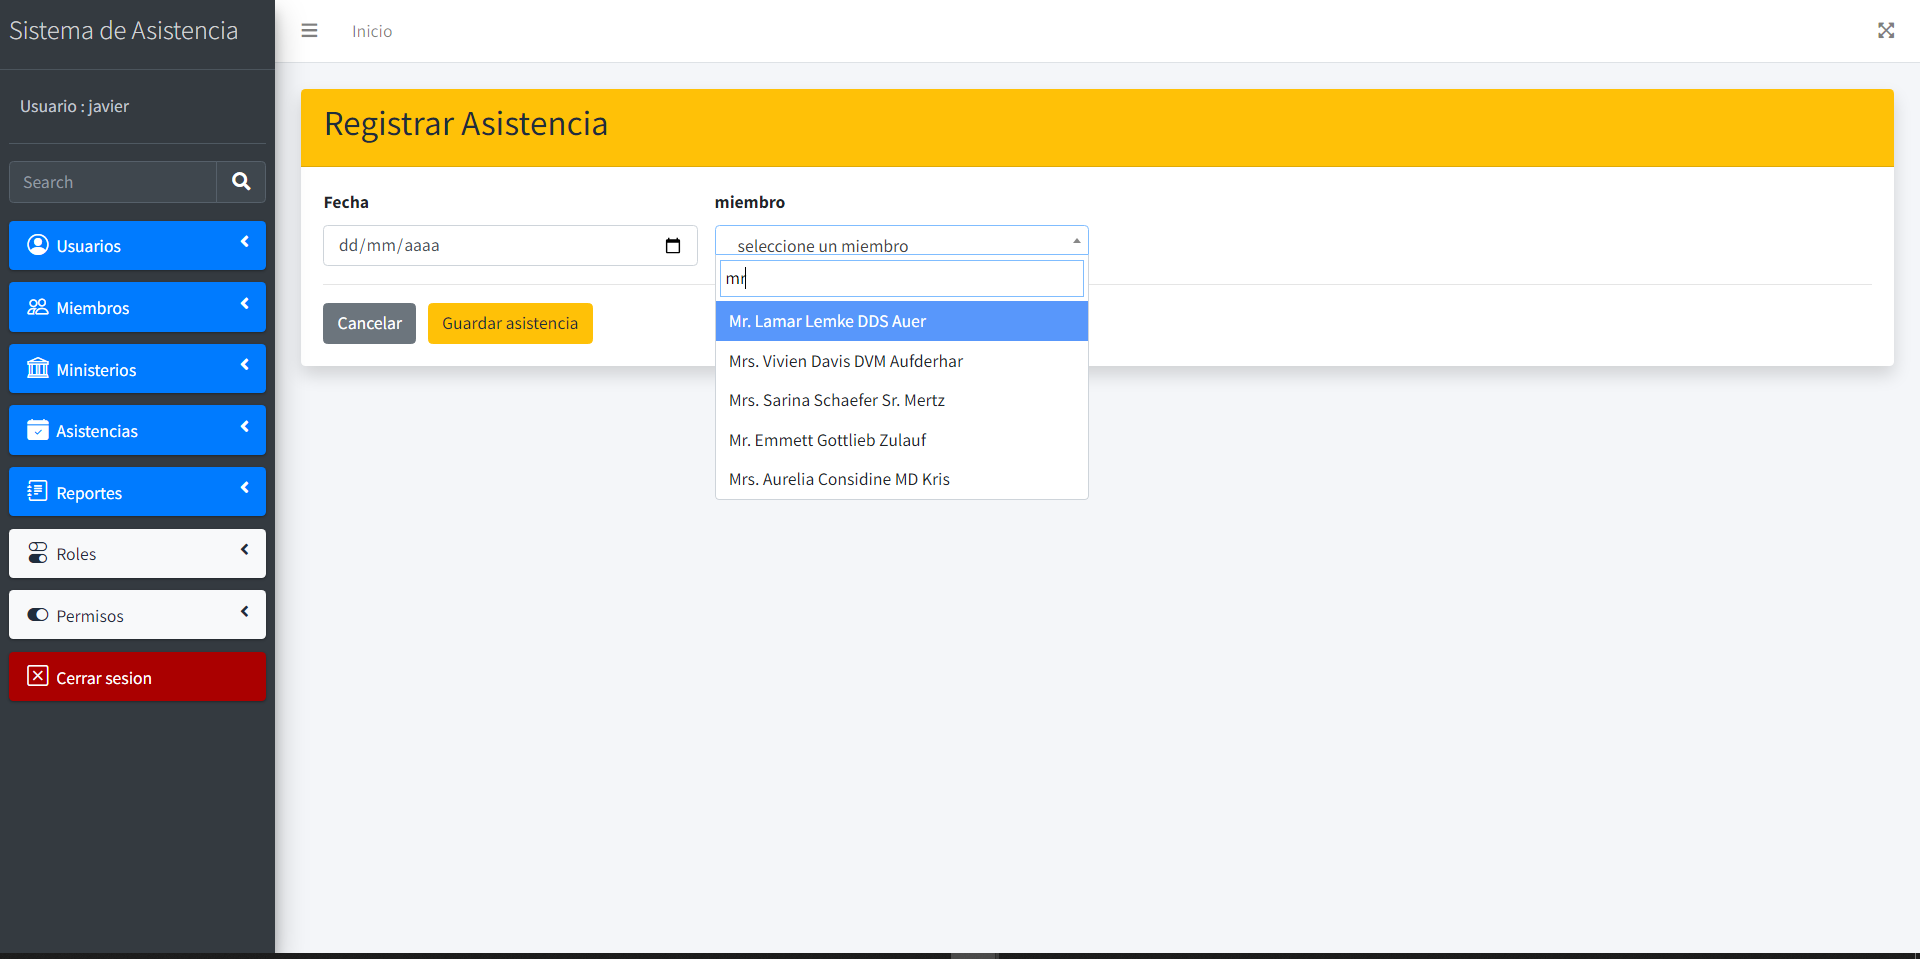 Sistema de Asistencia
Inicio
Usuario : javier
Search
Usuarios
Miembros
Ministerios
Asistencias
Reportes
Roles
Permisos
Cerrar sesion
Registrar Asistencia
Fecha
dd/mm/aaaa
miembro
seleccione un miembro
mr
Mr. Lamar Lemke DDS Auer
Mrs. Vivien Davis DVM Aufderhar
Mrs. Sarina Schaefer Sr. Mertz
Mr. Emmett Gottlieb Zulauf
Mrs. Aurelia Considine MD Kris
Cancelar
Guardar asistencia